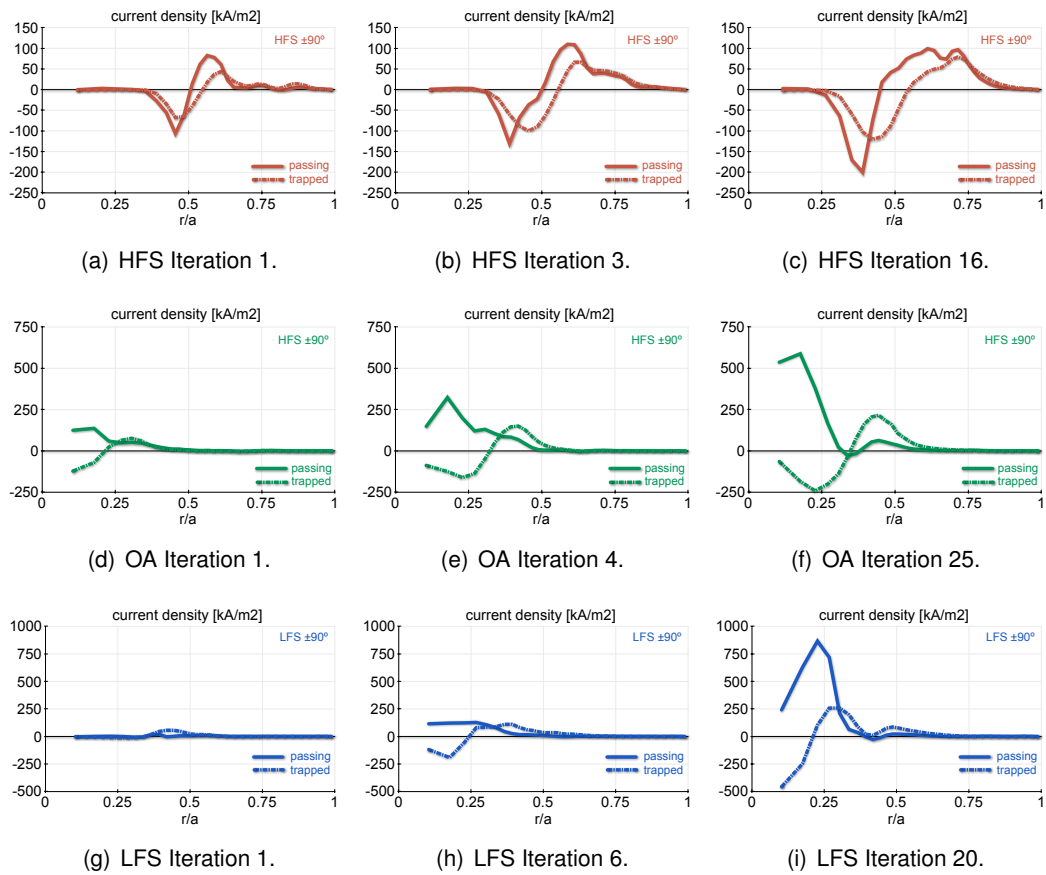 current density [kA/m2] current density [kA/m2] current density [kA/m2]
150 150 150
HFS ±90º HFS ±90º HFS ±90º
100 100 100
50 50 50
0 0 0
-50 -50 -50
-100 -100 -100
-150 -150 -150
passing passing passing
-200 -200 -200
trapped trapped trapped
-250 -250 -250
0 0.25 0.5 0.75 1 0 0.25 0.5 0.75 1 0 0.25 0.5 0.75 1
r/a r/a r/a
(a) HFS Iteration 1. (b) HFS Iteration 3. (c) HFS Iteration 16.
current density [kA/m2] current density [kA/m2] current density [kA/m2]
750 750 750
HFS ±90º HFS ±90º HFS ±90º
500 500 500
250 250 250
0 0 0
passing passing passing
trapped trapped trapped
-250 -250 -250
0 0.25 0.5 0.75 1 0 0.25 0.5 0.75 1 0 0.25 0.5 0.75 1
r/a r/a r/a
(d) OA Iteration 1. (e) OA Iteration 4. (f) OA Iteration 25.
current density [kA/m2] current density [kA/m2] current density [kA/m2]
1000 1000 1000
LFS ±90º LFS ±90º LFS ±90º
750 750 750
500 500 500
250 250 250
0 0 0
passing passing passing
-250 -250 -250
trapped trapped trapped
-500 -500 -500
0 0.25 0.5 0.75 1 0 0.25 0.5 0.75 1 0 0.25 0.5 0.75 1
r/a r/a r/a
(g) LFS Iteration 1. (h) LFS Iteration 6. (i) LFS Iteration 20.